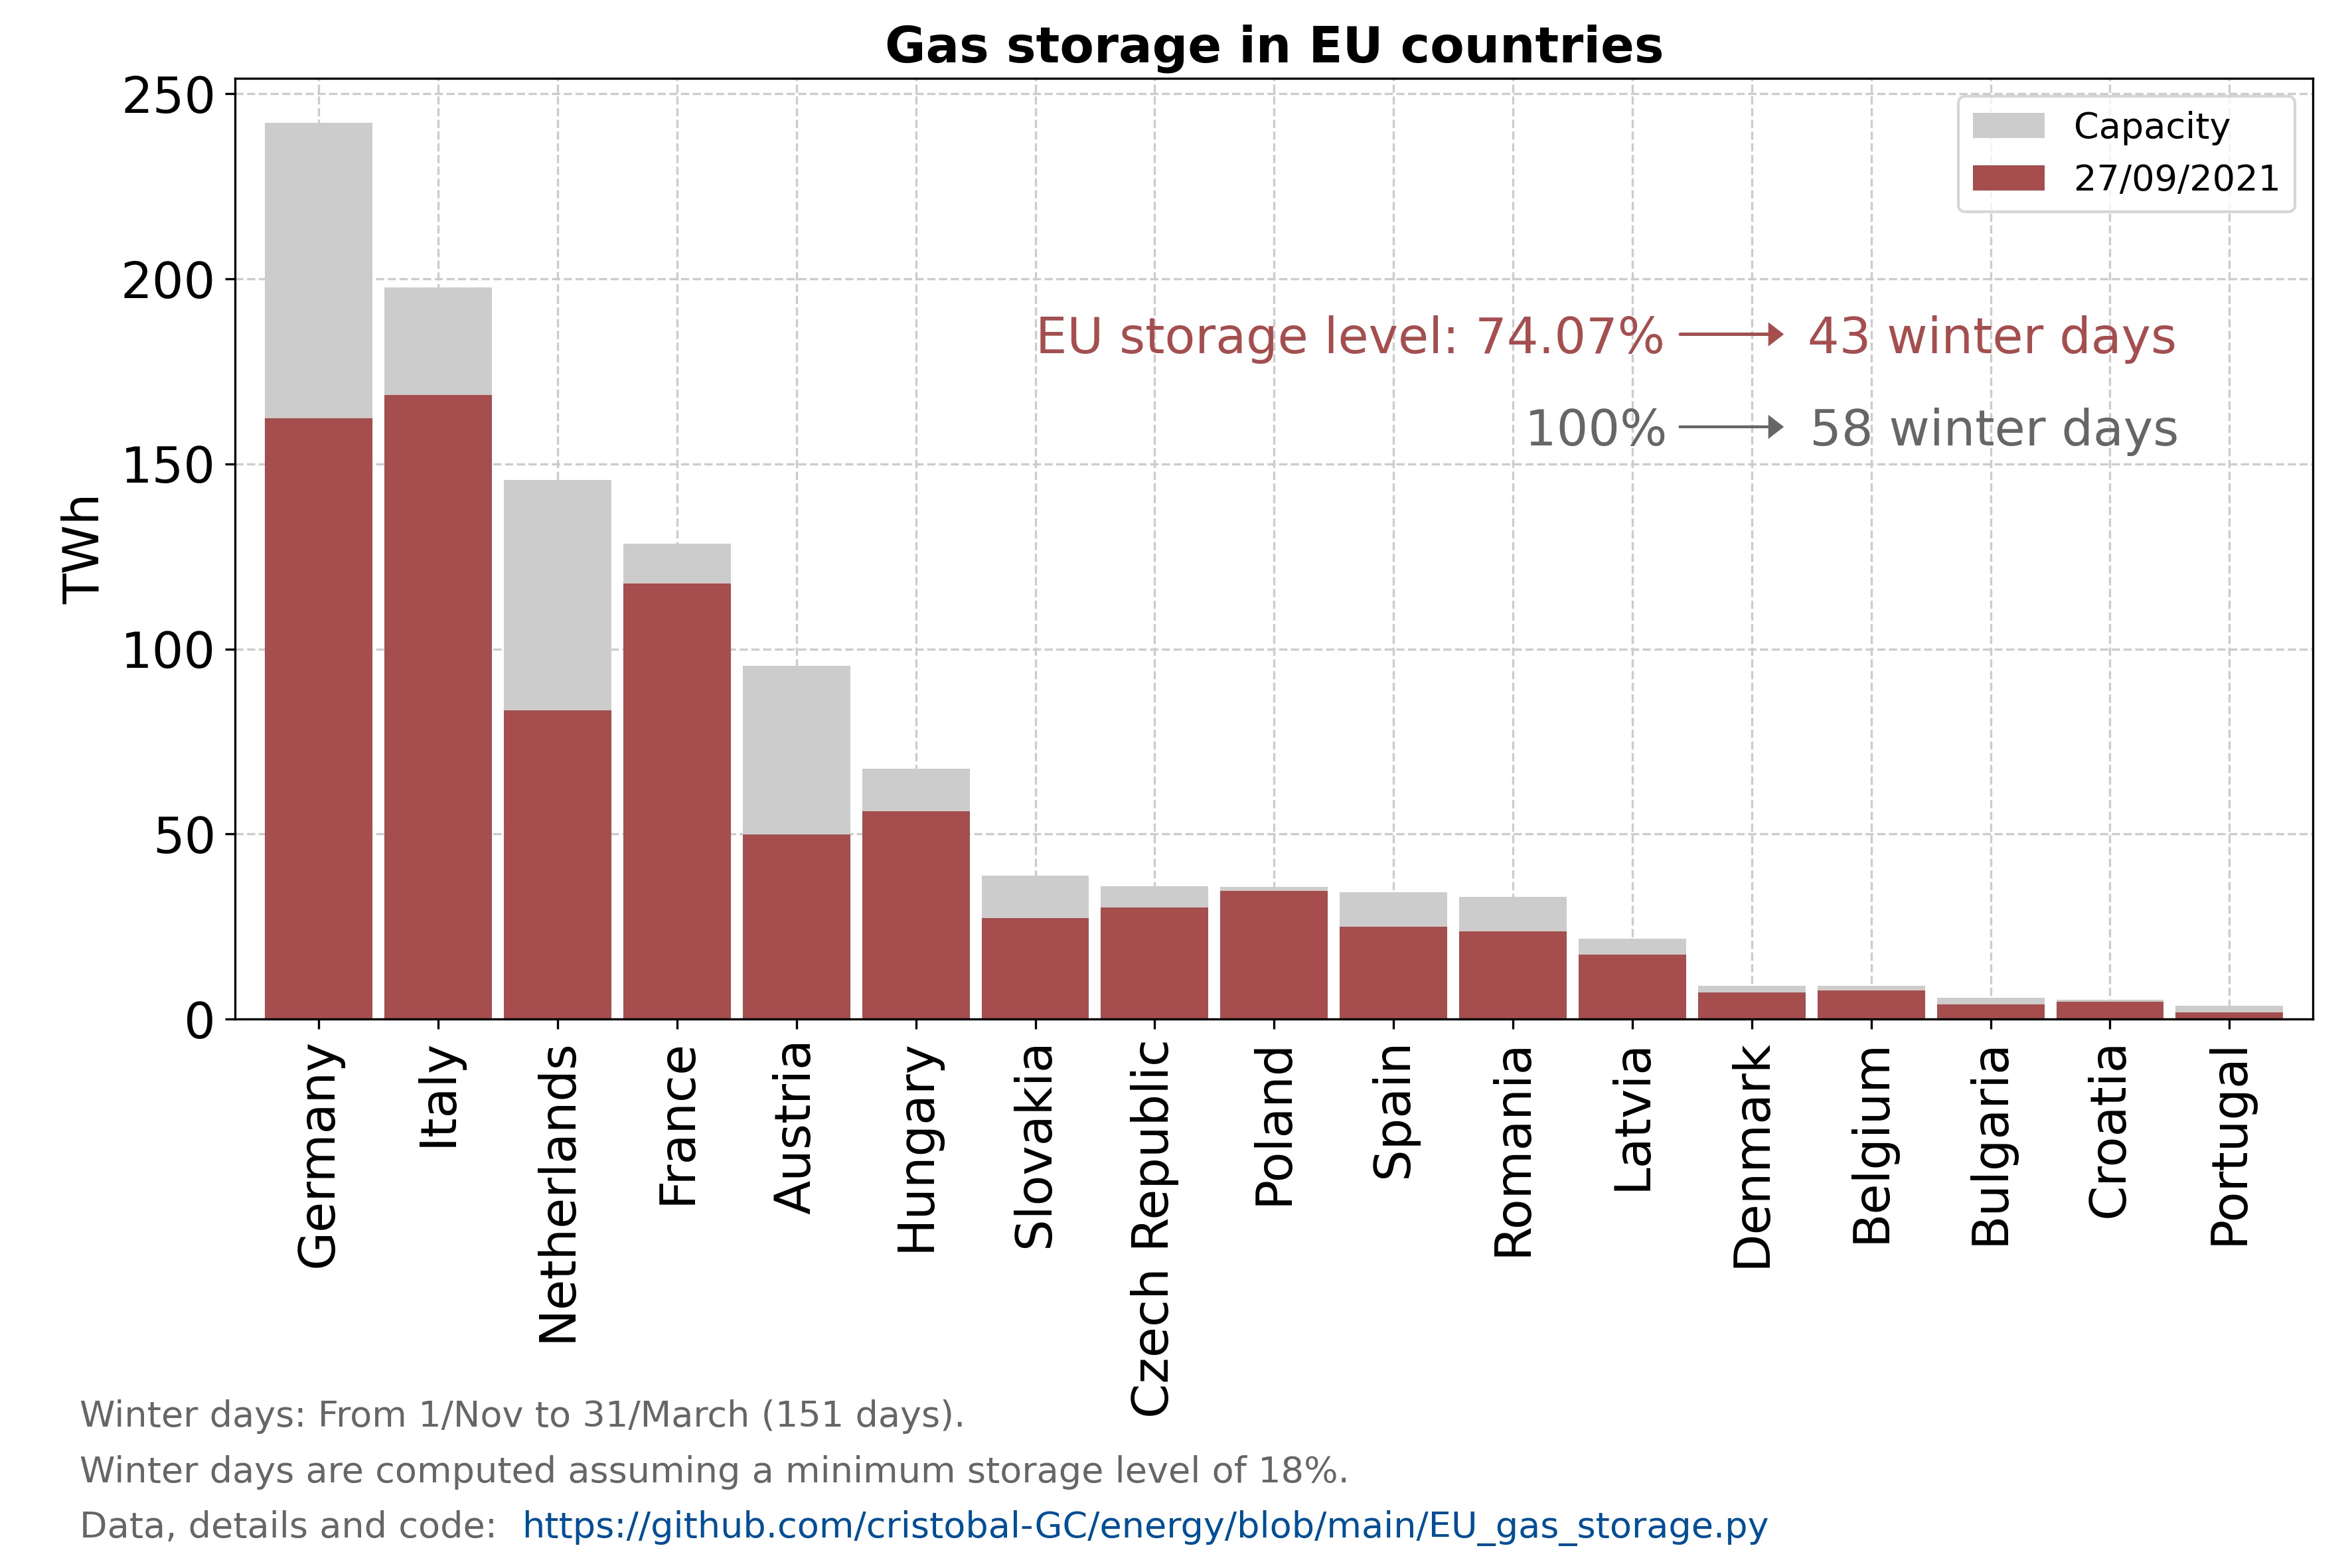 Gas storage in EU countries
250
200
150
100
50
0
TWh
Capacity
27/09/2021
EU storage level: 74.07% 43 winter days
100% 58 winter days
Germany
Italy
Netherlands
France
Austria
Hungary
Slovakia
Czech Republic
Poland
Spain
Romania
Latvia
Denmark
Belgium
Bulgaria
Croatia
Portugal
Winter days: From 1/Nov to 31/March (151 days).
Winter days are computed assuming a minimum storage level of 18%.
Data, details and code: https://github.com/cristobal-GC/energy/blob/main/EU_gas_storage.py